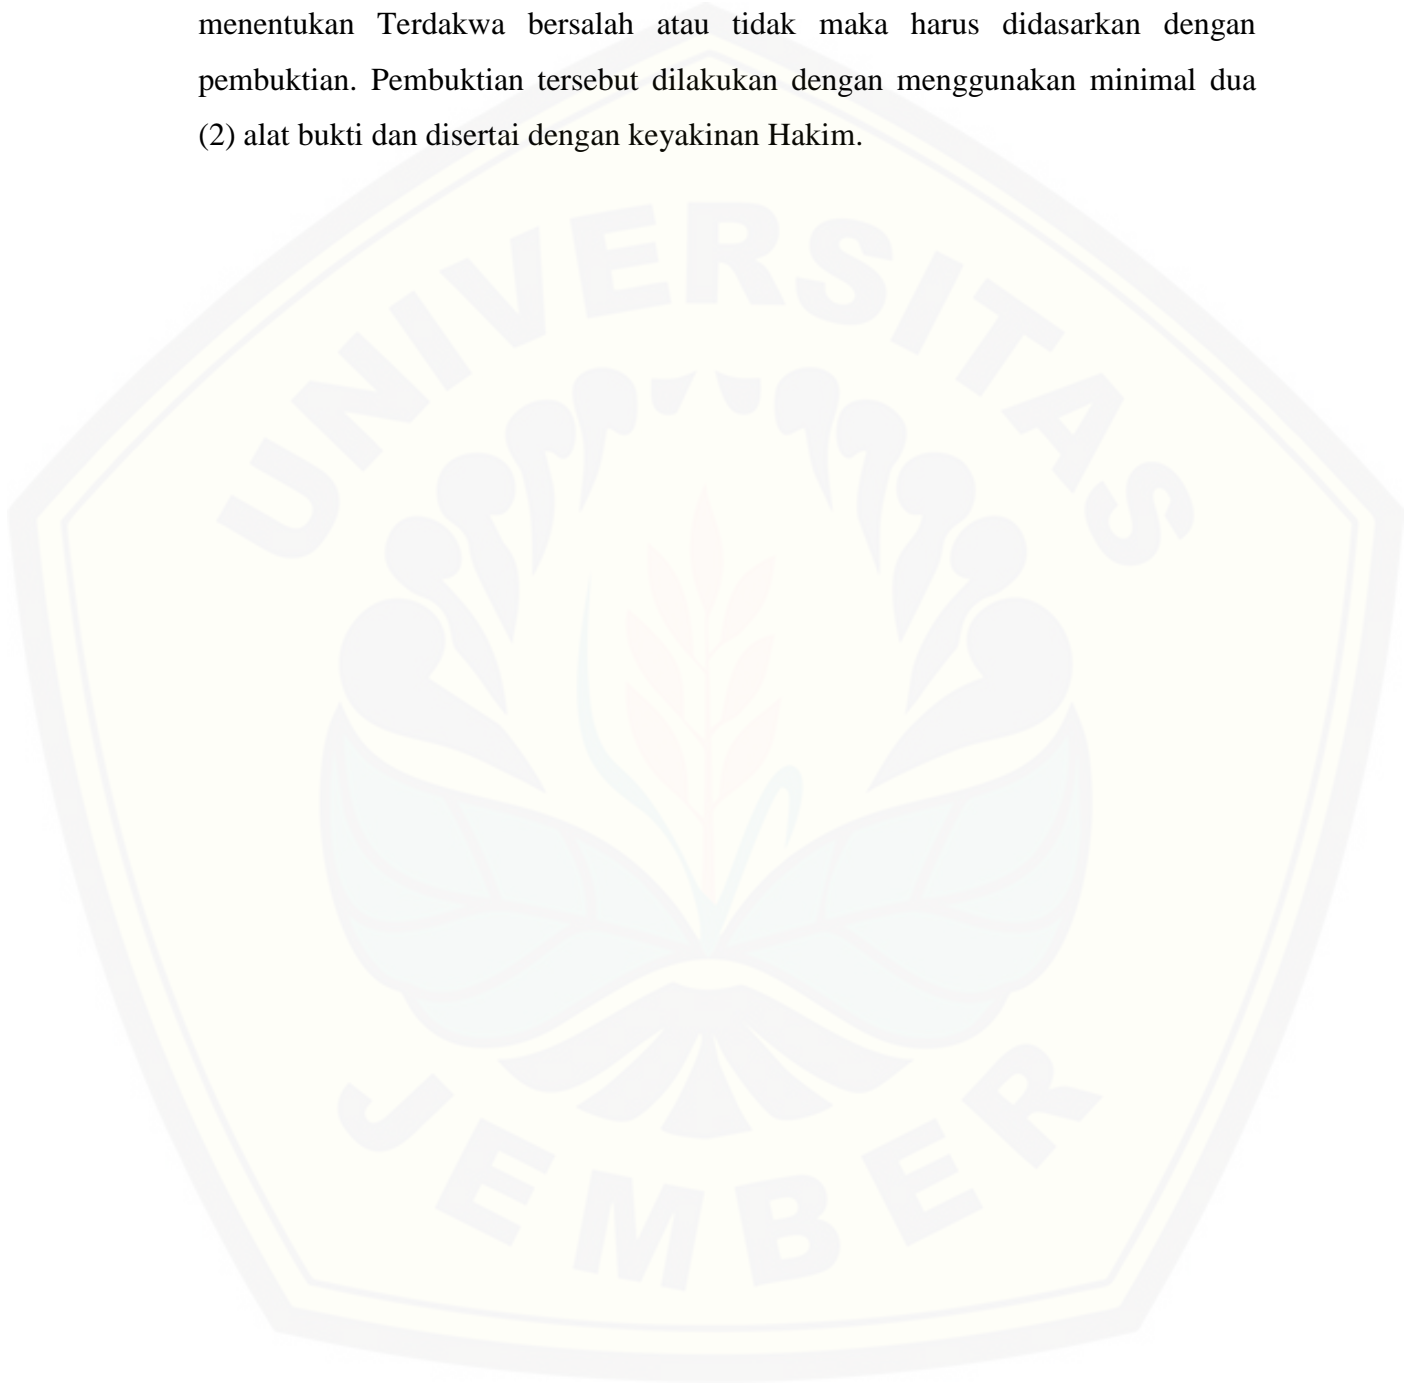 menentukan Terdakwa bersalah atau tidak maka harus didasarkan dengan
pembuktian. Pembuktian tersebut dilakukan dengan menggunakan minimal dua
(2) alat bukti dan disertai dengan keyakinan Hakim.
UNIVERSITAS
JEMBER